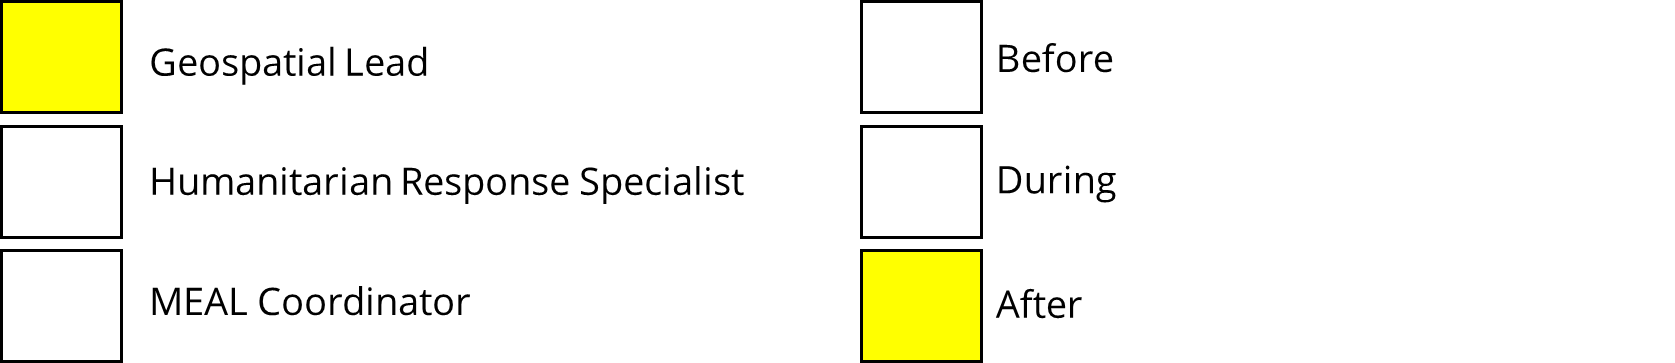 Geospatial Lead
Humanitarian Response Specialist
MEAL Coordinator
Before
During
After